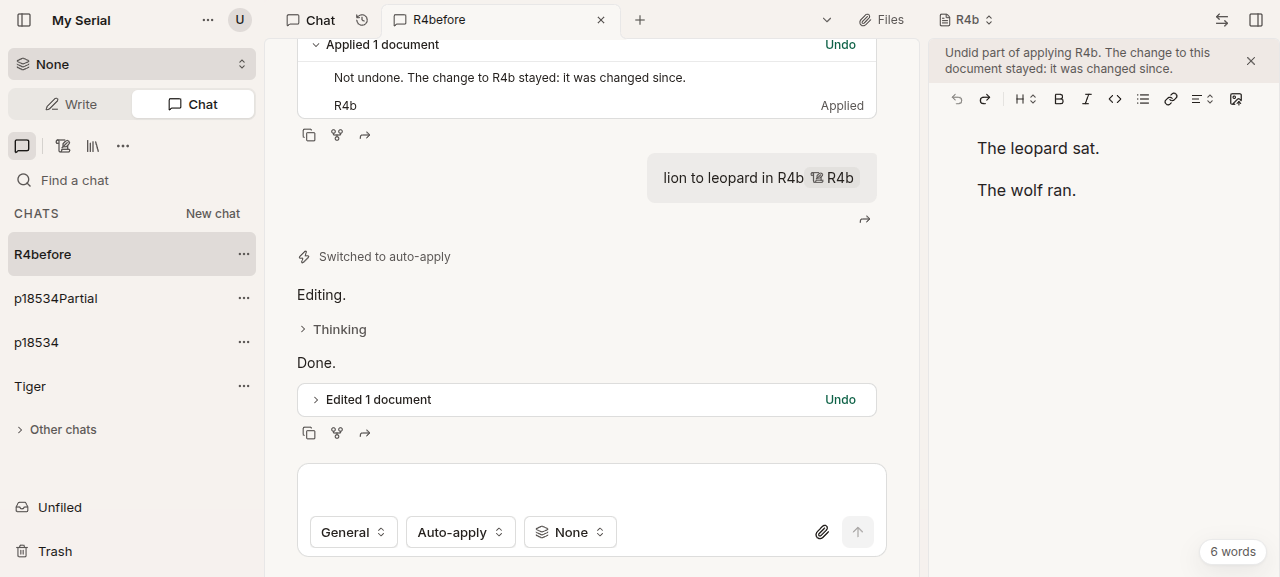 My Serial
U
None
Write
Chat
Find a chat
CHATS
New chat
R4before
p18534Partial
p18534
Tiger
Other chats
Unfiled
Trash
Chat
R4before
Files
R4b
Applied 1 document
Undo
Not undone. The change to R4b stayed: it was changed since.
R4b
Applied
lion to leopard in R4b R4b
Switched to auto-apply
Editing.
Thinking
Done.
Edited 1 document
Undo
General
Auto-apply
None
Undid part of applying R4b. The change to this
document stayed: it was changed since.
H
B
I
The leopard sat.
The wolf ran.
6 words